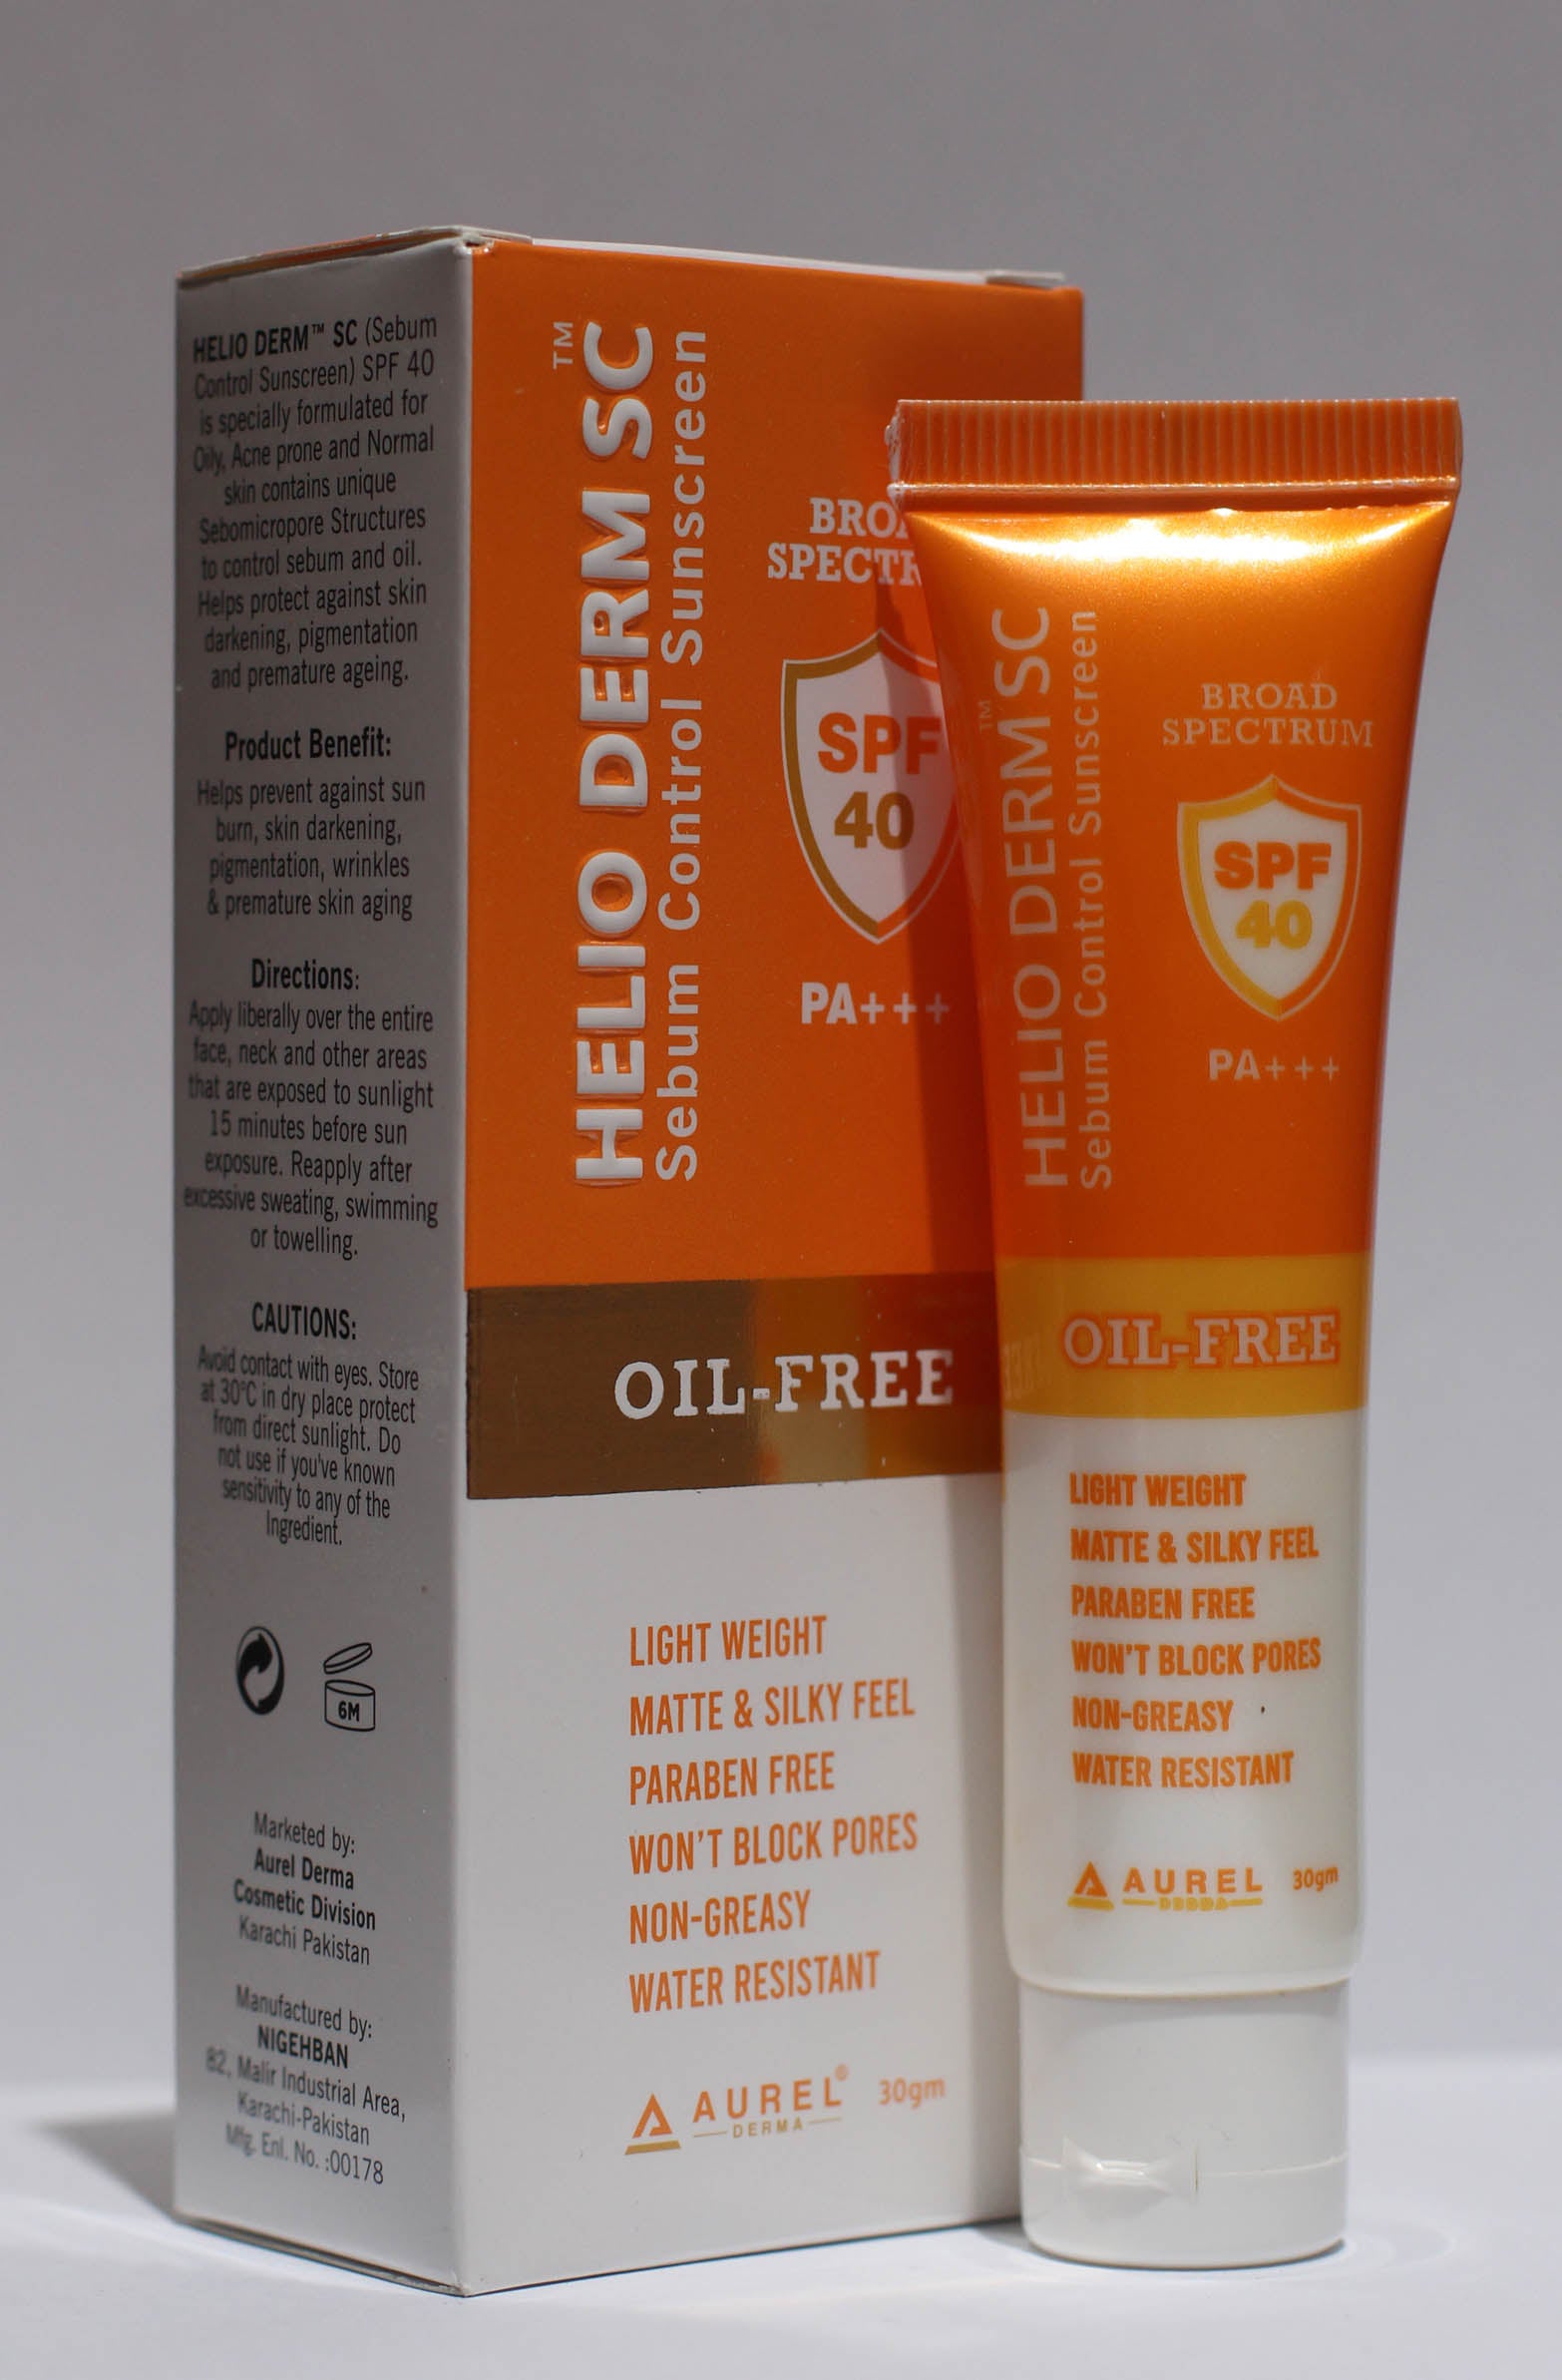 HELIO DERM™ SC (Sebum
Control Sunscreen) SPF 40
is specially formulated for
Oily, Acne prone and Normal
skin contains unique
Sebomicropore Structures
to control sebum and oil.
Helps protect against skin
darkening, pigmentation
and premature ageing.
Product Benefit:
Helps prevent against sun
burn, skin darkening,
pigmentation, wrinkles
& premature skin aging
Directions:
Apply liberally over the entire
face, neck and other areas
that are exposed to sunlight
15 minutes before sun
exposure. Reapply after
excessive sweating, swimming
or towelling.
CAUTIONS:
Avoid contact with eyes. Store
at 30°C in dry place protect
from direct sunlight. Do
not use if you've known
sensitivity to any of the
Ingredient.
6M
Marketed by:
Aurel Derma
Cosmetic Division
Karachi Pakistan
Manufactured by:
NIGEHBAN
82, Malir Industrial Area,
Karachi-Pakistan
Mfg. Enl. No. :00178
HELIO DERM SC™
Sebum Control Sunscreen
BROA
SPECTR
SPF
40
PA+++
OIL-FREE
LIGHT WEIGHT
MATTE & SILKY FEEL
PARABEN FREE
WON'T BLOCK PORES
NON-GREASY
WATER RESISTANT
AUREL® 30gm
DERMA
HELIO DERM™ SC
Sebum Control Sunscreen
BROAD
SPECTRUM
SPF
40
PA+++
OIL-FREE
LIGHT WEIGHT
MATTE & SILKY FEEL
PARABEN FREE
WON'T BLOCK PORES
NON-GREASY
WATER RESISTANT
AUREL 30gm
DERMA